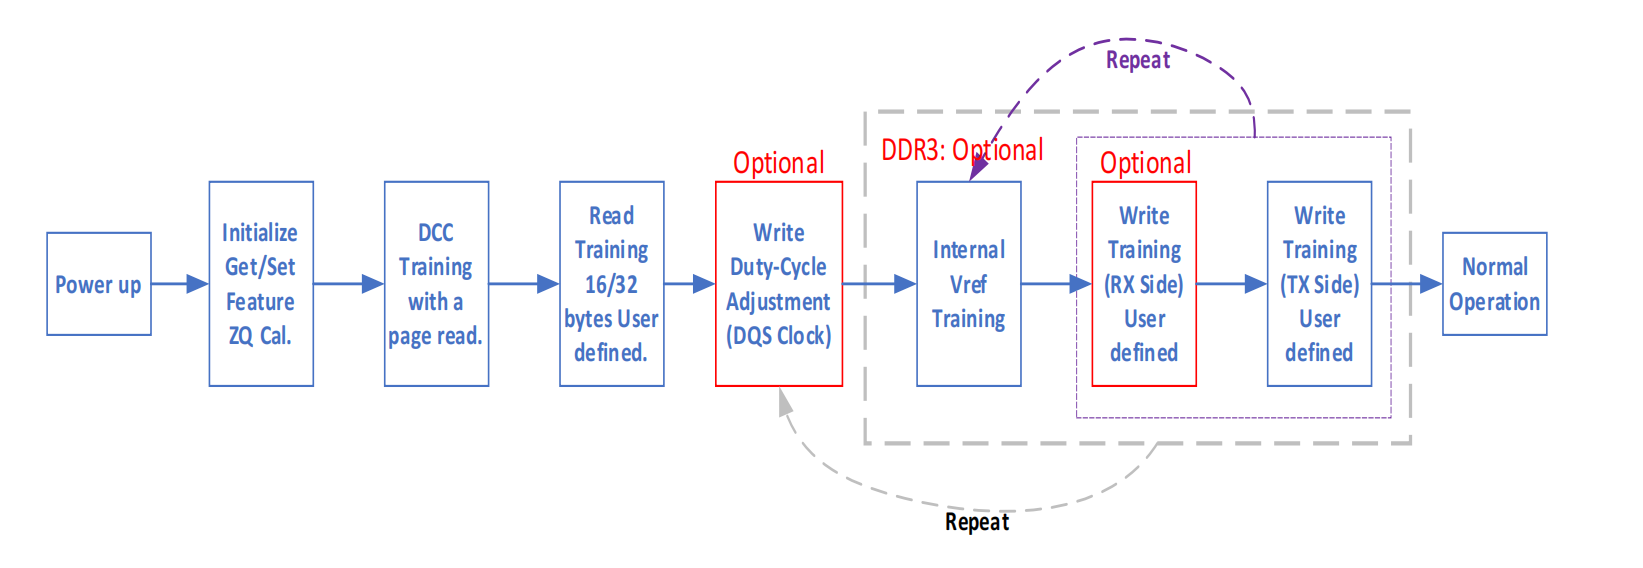 Power up
Initialize
Get/Set
Feature
ZQ Cal.
DCC
Training
with a
page read.
Read
Training
16/32
bytes User
defined.
Optional
Write
Duty-Cycle
Adjustment
(DQS Clock)
Repeat
DDR3: Optional
Internal
Vref
Training
Optional
Write
Training
(RX Side)
User
defined
Write
Training
(TX Side)
User
defined
Normal
Operation
Repeat